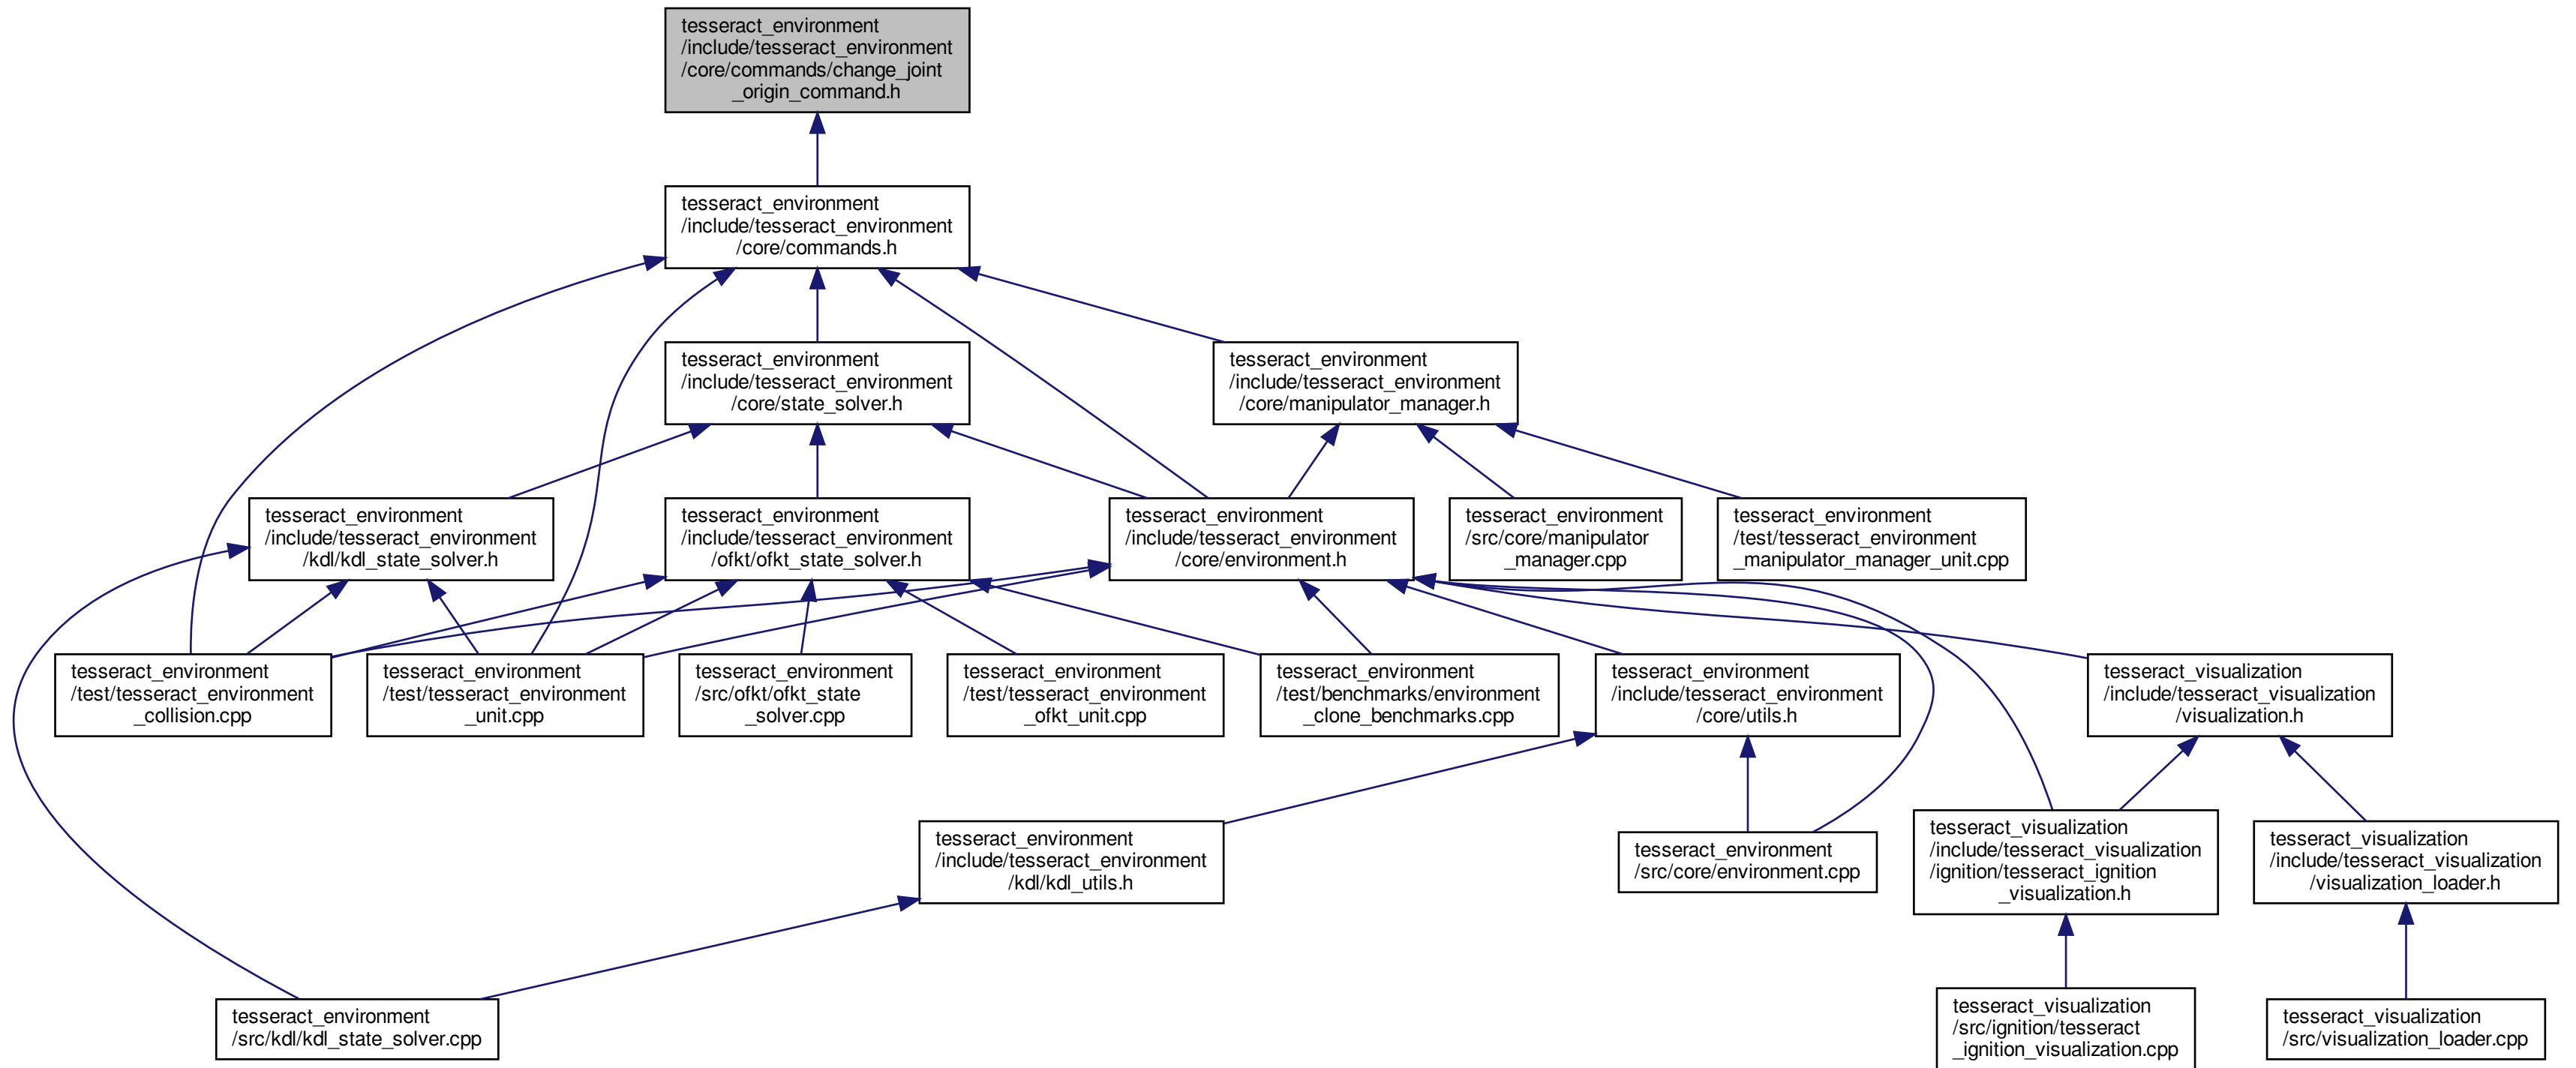 tesseract_environment
/include/tesseract_environment
/core/commands/change_joint
_origin_command.h
tesseract_environment
/include/tesseract_environment
/core/commands.h
tesseract_environment
/include/tesseract_environment
/core/state_solver.h
tesseract_environment
/include/tesseract_environment
/core/manipulator_manager.h
tesseract_environment
/include/tesseract_environment
/kdl/kdl_state_solver.h
tesseract_environment
/include/tesseract_environment
/ofkt/ofkt_state_solver.h
tesseract_environment
/include/tesseract_environment
/core/environment.h
tesseract_environment
/src/core/manipulator
_manager.cpp
tesseract_environment
/test/tesseract_environment
_manipulator_manager_unit.cpp
tesseract_environment
/test/tesseract_environment
_collision.cpp
tesseract_environment
/test/tesseract_environment
_unit.cpp
tesseract_environment
/src/ofkt/ofkt_state
_solver.cpp
tesseract_environment
/test/tesseract_environment
_ofkt_unit.cpp
tesseract_environment
/test/benchmarks/environment
_clone_benchmarks.cpp
tesseract_environment
/include/tesseract_environment
/core/utils.h
tesseract_visualization
/include/tesseract_visualization
/visualization.h
tesseract_environment
/include/tesseract_environment
/kdl/kdl_utils.h
tesseract_environment
/src/core/environment.cpp
tesseract_visualization
/include/tesseract_visualization
/ignition/tesseract_ignition
_visualization.h
tesseract_visualization
/include/tesseract_visualization
/visualization_loader.h
tesseract_environment
/src/kdl/kdl_state_solver.cpp
tesseract_visualization
/src/ignition/tesseract
_ignition_visualization.cpp
tesseract_visualization
/src/visualization_loader.cpp